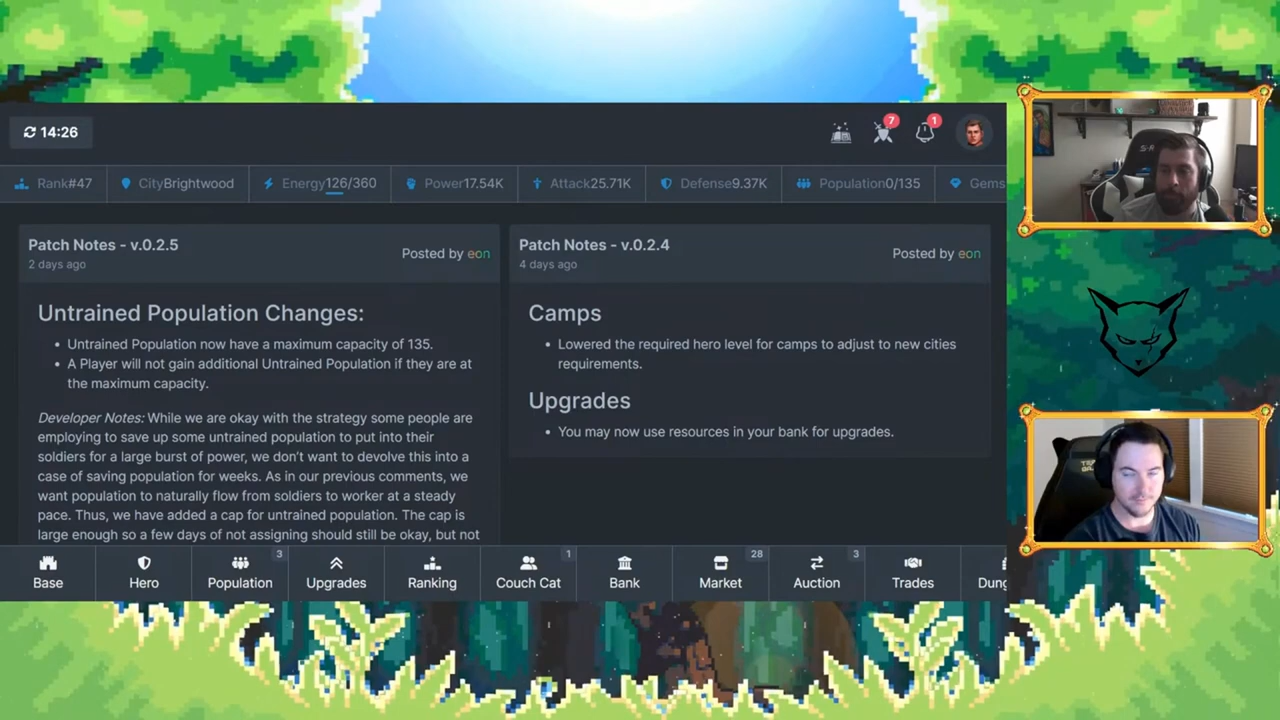 14:26
7
1
Rank#47
CityBrightwood
Energy126/360
Power17.54K
Attack25.71K
Defense9.37K
Population0/135
Gems
Patch Notes - v.0.2.5
2 days ago
Posted by eon
Untrained Population Changes:
• Untrained Population now have a maximum capacity of 135.
• A Player will not gain additional Untrained Population if they are at
the maximum capacity.
Developer Notes: While we are okay with the strategy some people are
employing to save up some untrained population to put into their
soldiers for a large burst of power, we don't want to devolve this into a
case of saving population for weeks. As in our previous comments, we
want population to naturally flow from soldiers to worker at a steady
pace. Thus, we have added a cap for untrained population. The cap is
large enough so a few days of not assigning should still be okay, but not
Patch Notes - v.0.2.4
4 days ago
Posted by eon
Camps
• Lowered the required hero level for camps to adjust to new cities
requirements.
Upgrades
• You may now use resources in your bank for upgrades.
Base
Hero
Population 3
Upgrades
Ranking
Couch Cat 1
Bank
Market 28
Auction 3
Trades
Dung